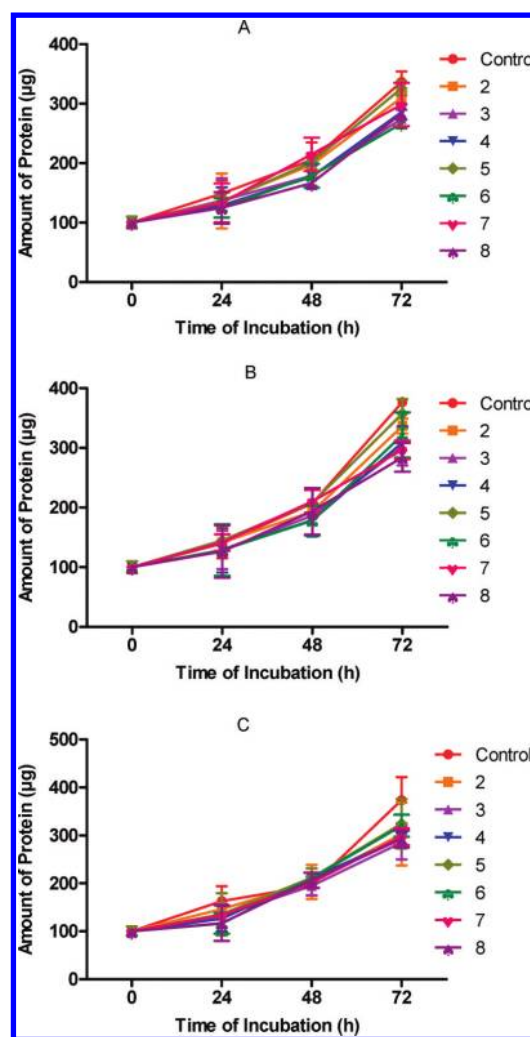 A
Amount of Protein (µg)
400
300
200
100
0
0 24 48 72
Time of Incubation (h)
Control
2
3
4
5
6
7
8
B
Amount of Protein (µg)
400
300
200
100
0
0 24 48 72
Time of Incubation (h)
Control
2
3
4
5
6
7
8
C
Amount of Protein (µg)
500
400
300
200
100
0
0 24 48 72
Time of Incubation (h)
Control
2
3
4
5
6
7
8